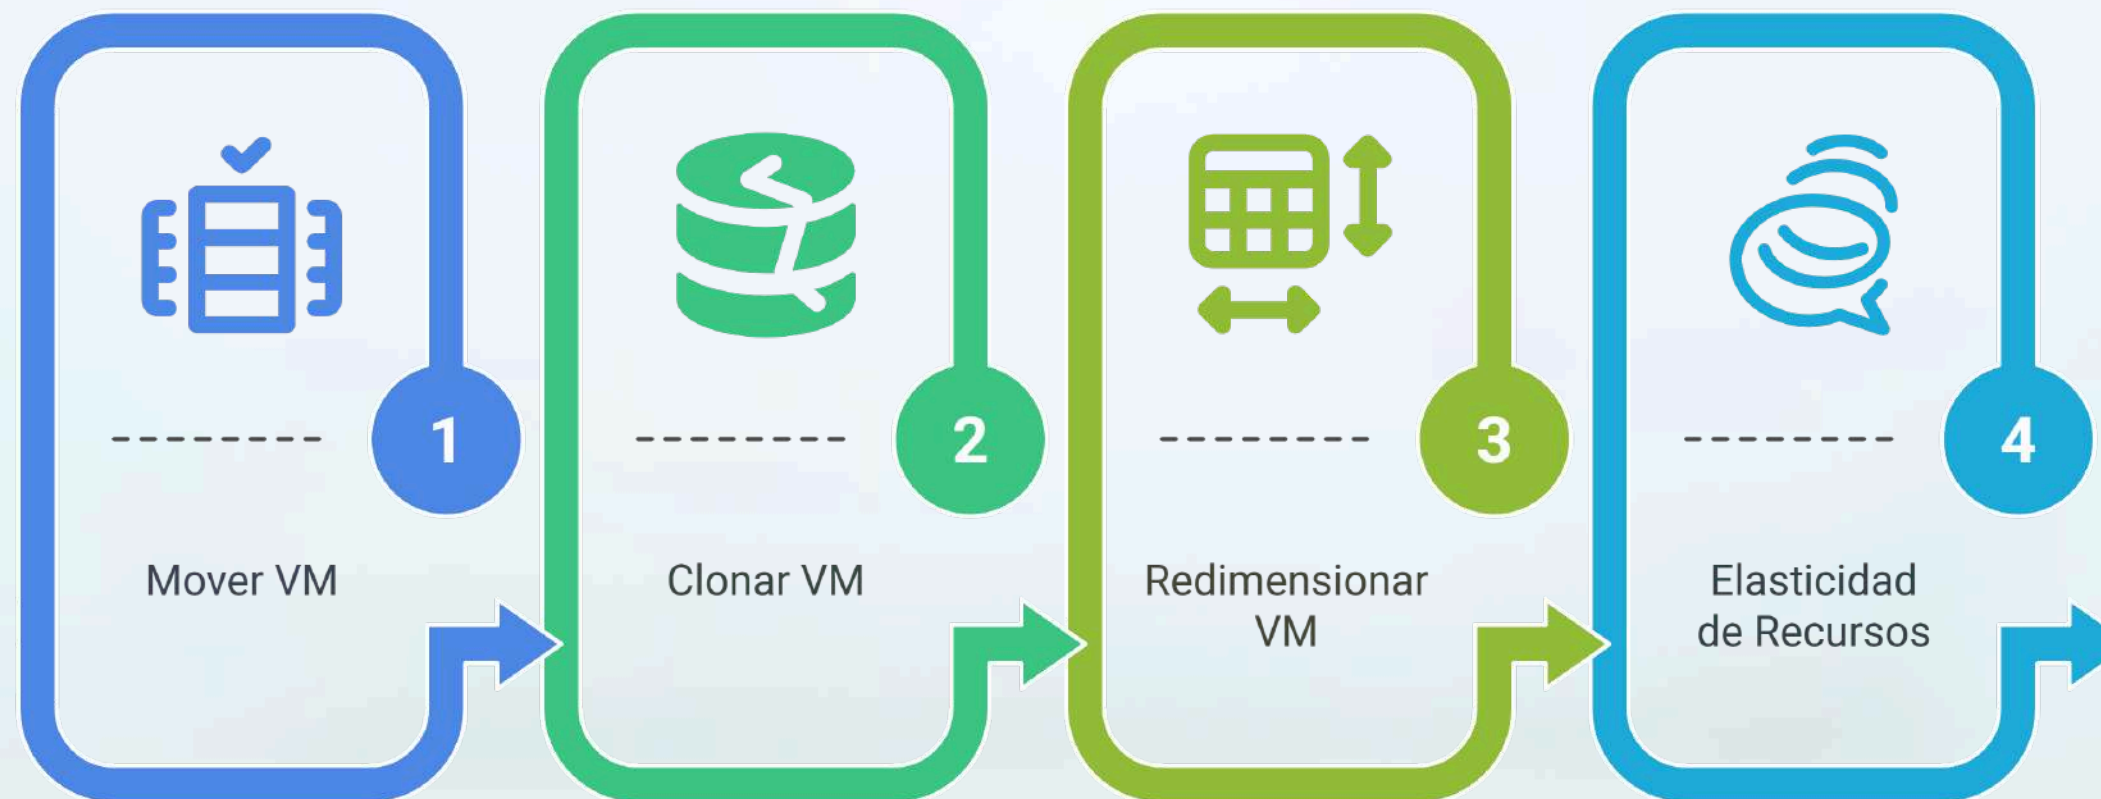 1
Mover VM
2
Clonar VM
3
Redimensionar
VM
4
Elasticidad
de Recursos